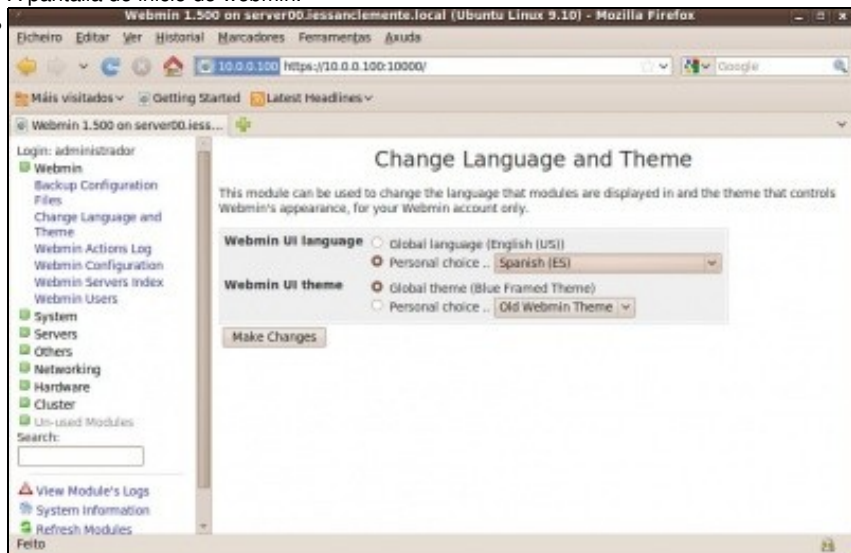 A pantalla de inicio de webmin.
Webmin 1.500 on server00.iessanclemente.local (Ubuntu Linux 9.10) - Mozilla Firefox
Eicheiro Editar Ver Historial Marcadores Ferramentas Axuda
10.0.0.100 https://10.0.0.100:10000/ Google
Máis visitados Getting Started Latest Headlines
Webmin 1.500 on server00.iess...
Login: administrador
Webmin
Backup Configuration
Files
Change Language and
Theme
Webmin Actions Log
Webmin Configuration
Webmin Servers Index
Webmin Users
System
Servers
Others
Networking
Hardware
Cluster
Un-used Modules
Search:
View Module's Logs
System Information
Refresh Modules
Change Language and Theme
This module can be used to change the language that modules are displayed in and the theme that controls
Webmin's appearance, for your Webmin account only.
Webmin UI language Global language (English (US))
Personal choice .. Spanish (ES)
Webmin UI theme Global theme (Blue Framed Theme)
Personal choice .. Old Webmin Theme
Make Changes
Feito